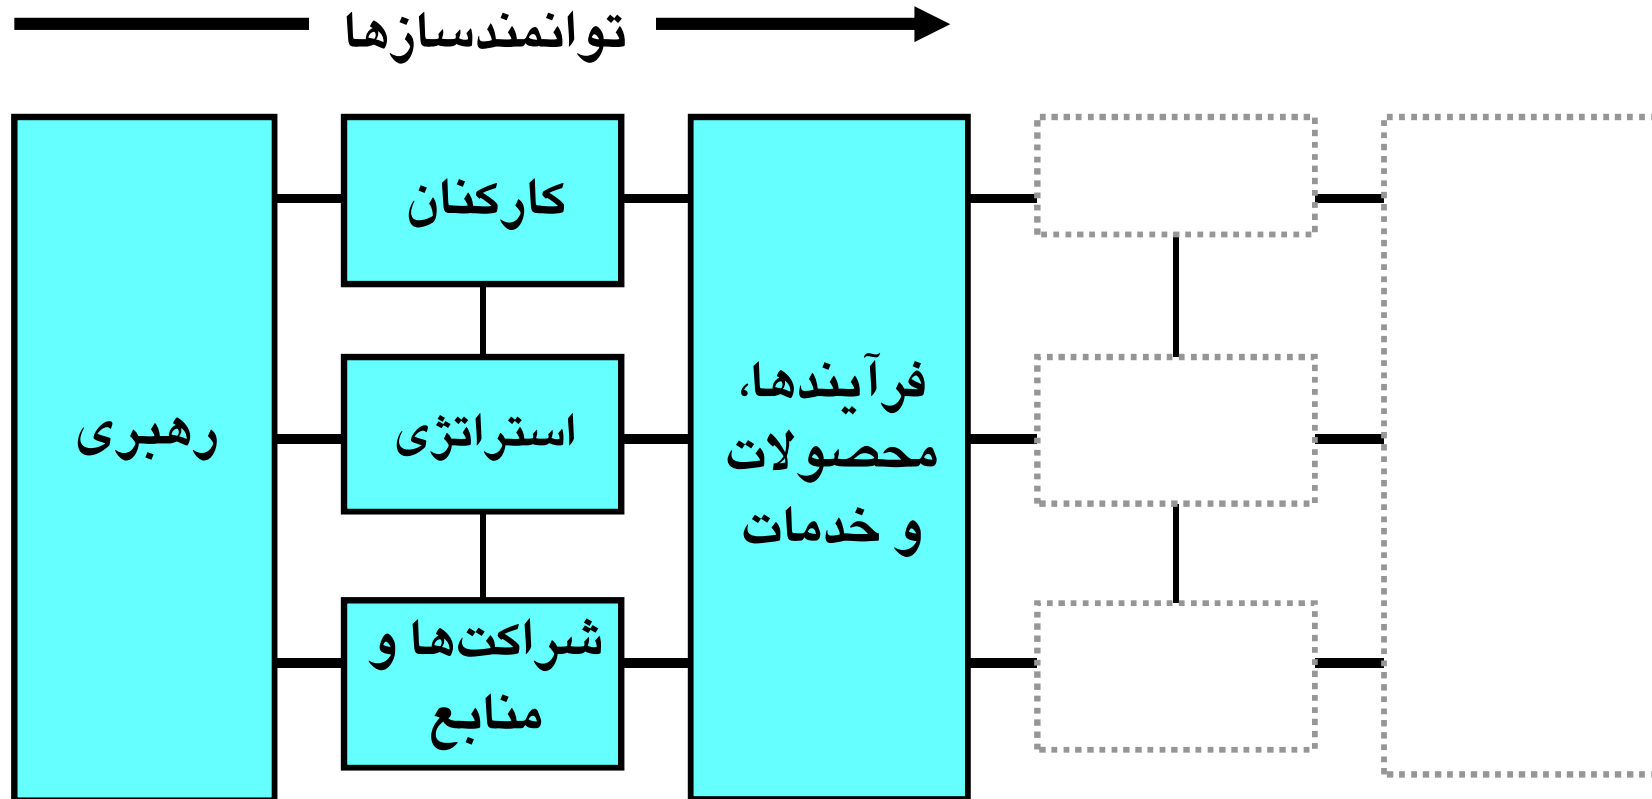 توانمندسازها
رهبری
کارکنان
استراتژی
شراکت‌ها و
منابع
فرآیندها،
محصولات
و خدمات